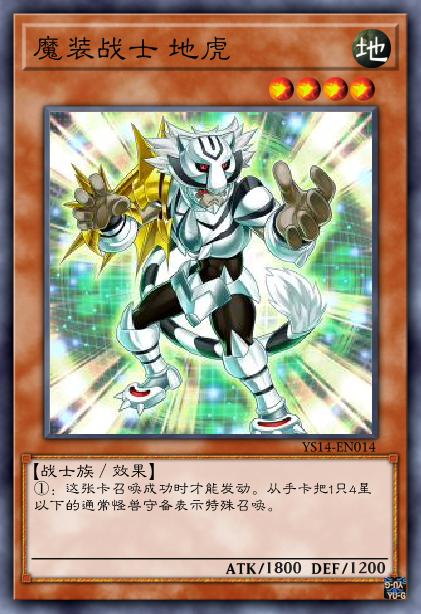 魔装战士 地虎
地
YS14-EN014
【战士族／效果】
①：这张卡召唤成功时才能发动。从手卡把1只4星
以下的通常怪兽守备表示特殊召唤。
ATK/1800 DEF/1200